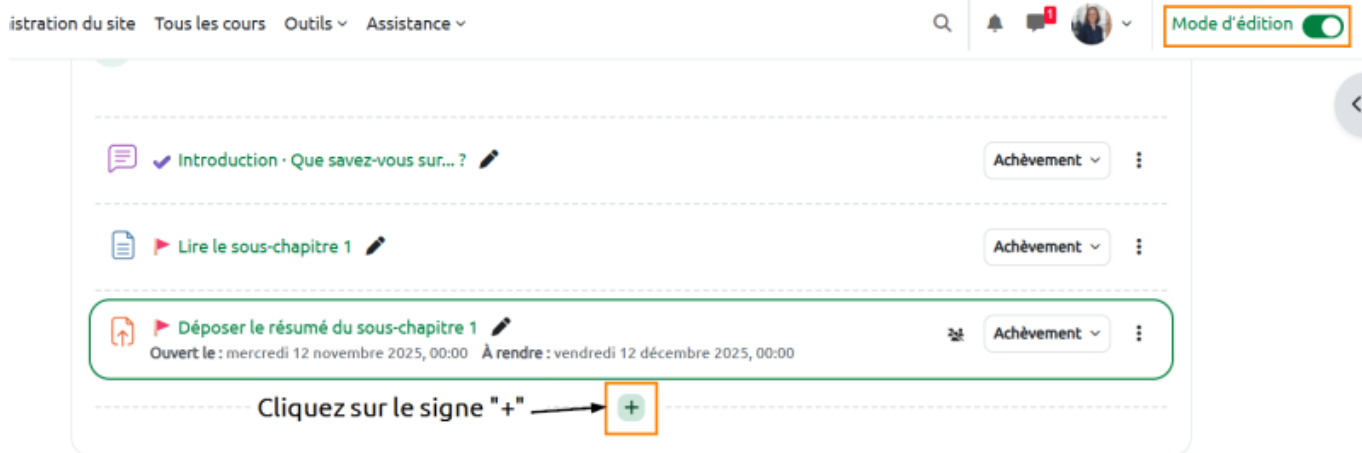 istration du site Tous les cours Outils Assistance 1 Mode d'édition
Introduction · Que savez-vous sur... ? Achèvement
Lire le sous-chapitre 1 Achèvement
Déposer le résumé du sous-chapitre 1 Achèvement
Ouvert le : mercredi 12 novembre 2025, 00:00 À rendre : vendredi 12 décembre 2025, 00:00
Cliquez sur le signe "+" +